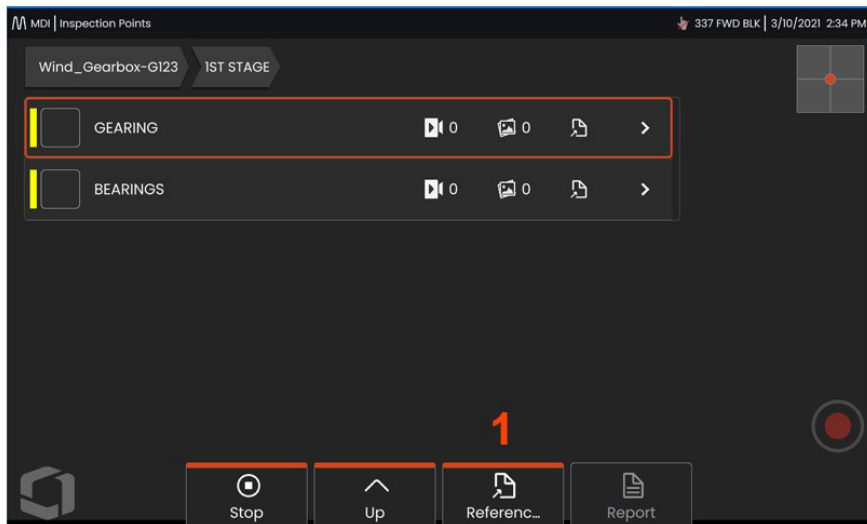 MDI | Inspection Points
337 FWD BLK | 3/10/2021 2:34 PM
Wind_Gearbox-G123 1ST STAGE
GEARING 0 0
BEARINGS 0 0
1
Stop Up Referenc... Report